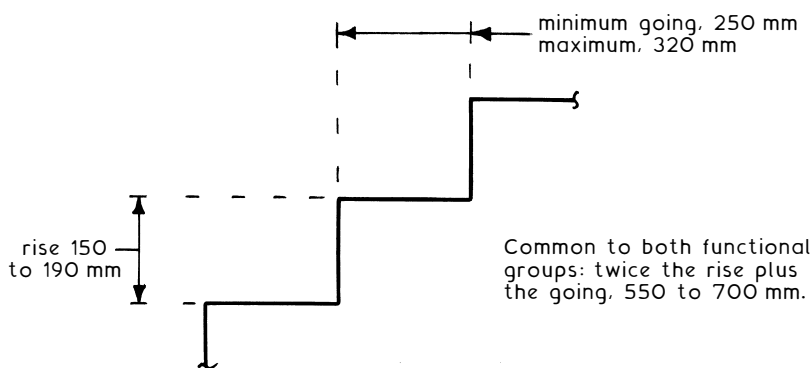 minimum going, 250 mm
maximum, 320 mm
rise 150
to 190 mm
Common to both functional
groups: twice the rise plus
the going, 550 to 700 mm.